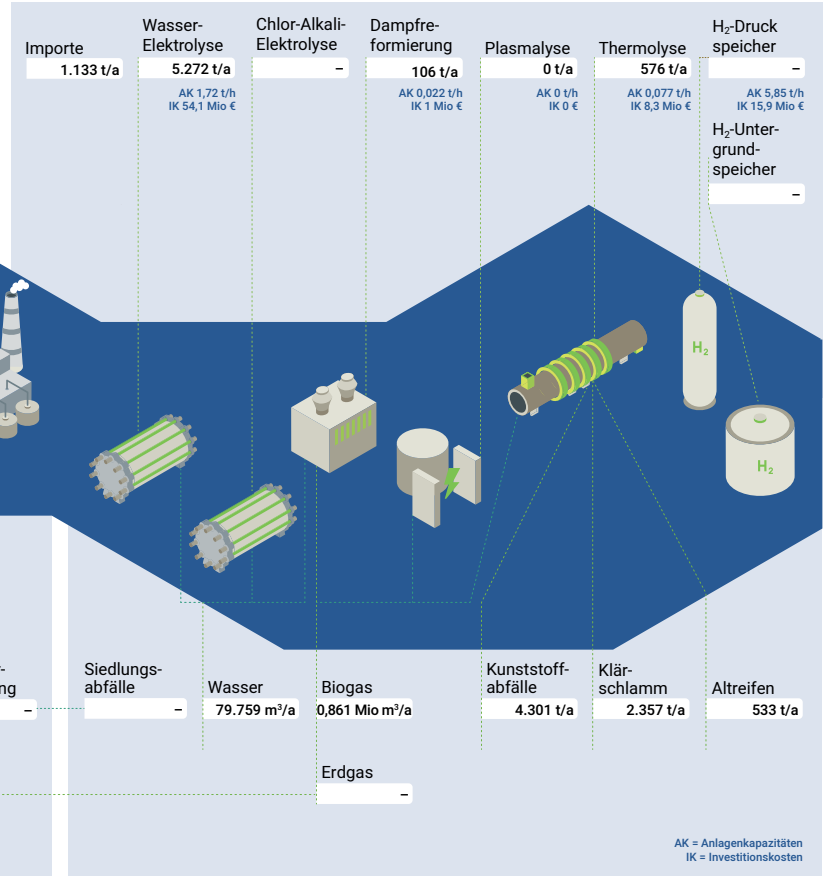 Importe
1.133 t/a
Wasser-
Elektrolyse
5.272 t/a
AK 1,72 t/h
IK 54,1 Mio €
Chlor-Alkali-
Elektrolyse
–
Dampfre-
formierung
106 t/a
AK 0,022 t/h
IK 1 Mio €
Plasmalyse
0 t/a
AK 0 t/h
IK 0 €
Thermolyse
576 t/a
AK 0,077 t/h
IK 8,3 Mio €
H₂-Druck
speicher
–
AK 5,85 t/h
IK 15,9 Mio €
H₂-Unter-
grund-
speicher
–
H₂
H₂
r-
ng
–
Siedlungs-
abfälle
–
Wasser
79.759 m³/a
Biogas
0,861 Mio m³/a
Kunststoff-
abfälle
4.301 t/a
Klär-
schlamm
2.357 t/a
Altreifen
533 t/a
Erdgas
–
AK = Anlagenkapazitäten
IK = Investitionskosten